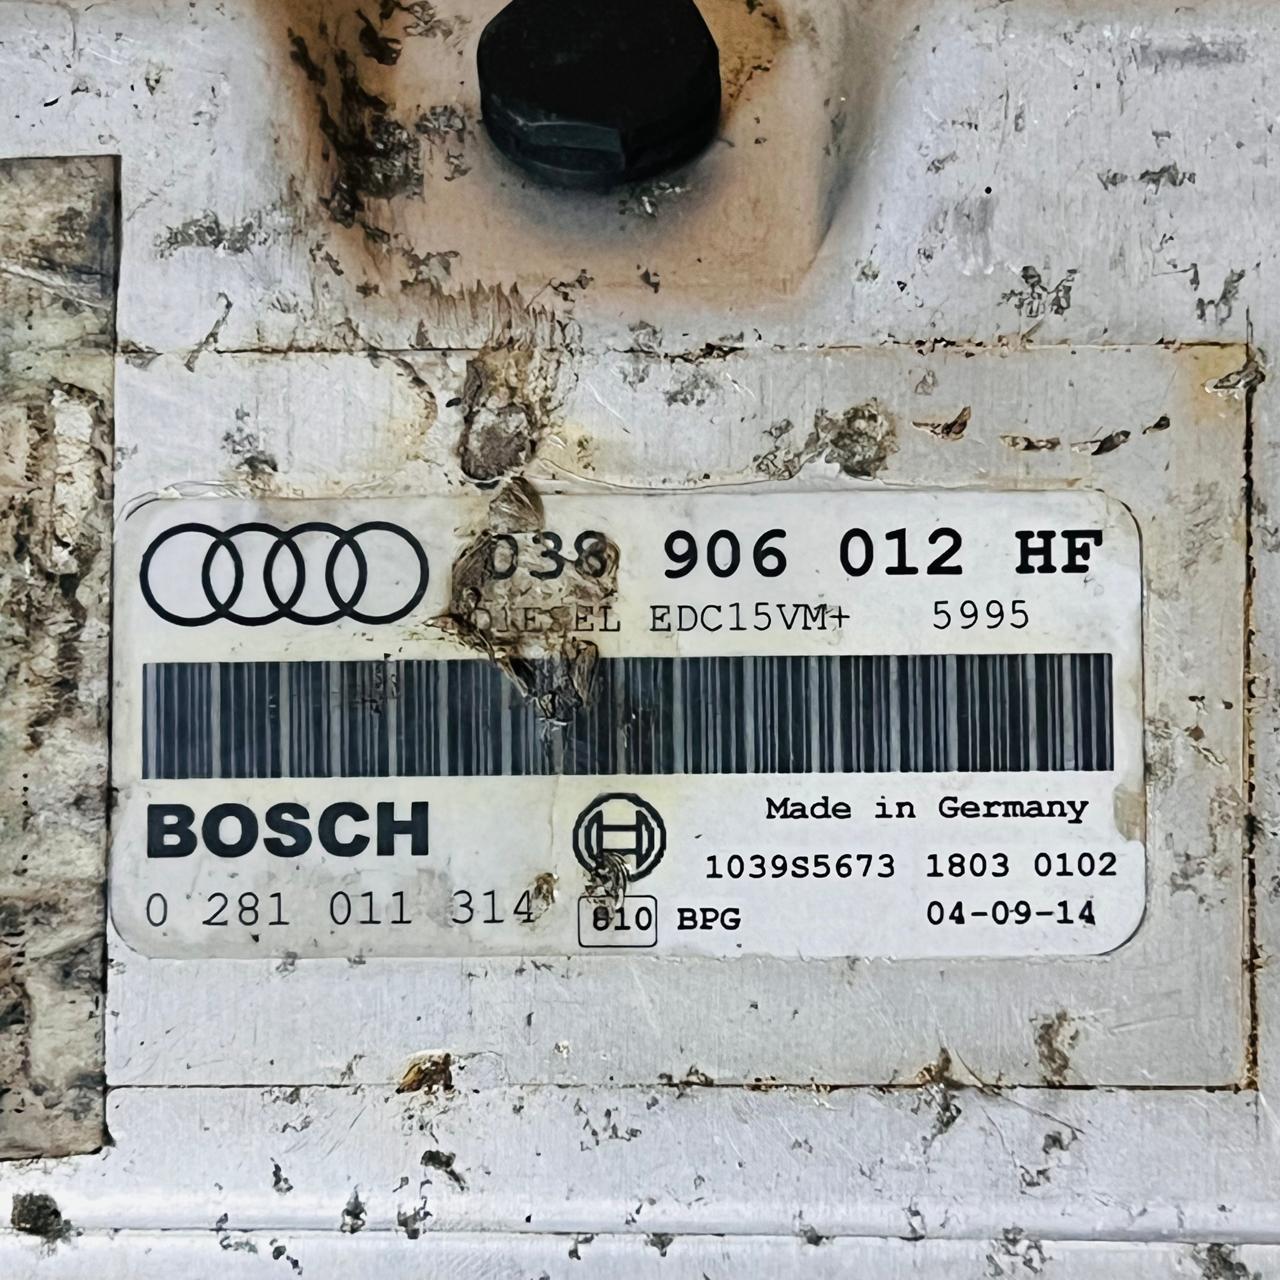 038 906 012 HF
DIESEL EDC15VM+ 5995
BOSCH
Made in Germany
1039S5673 1803 0102
0 281 011 314
810 BPG 04-09-14